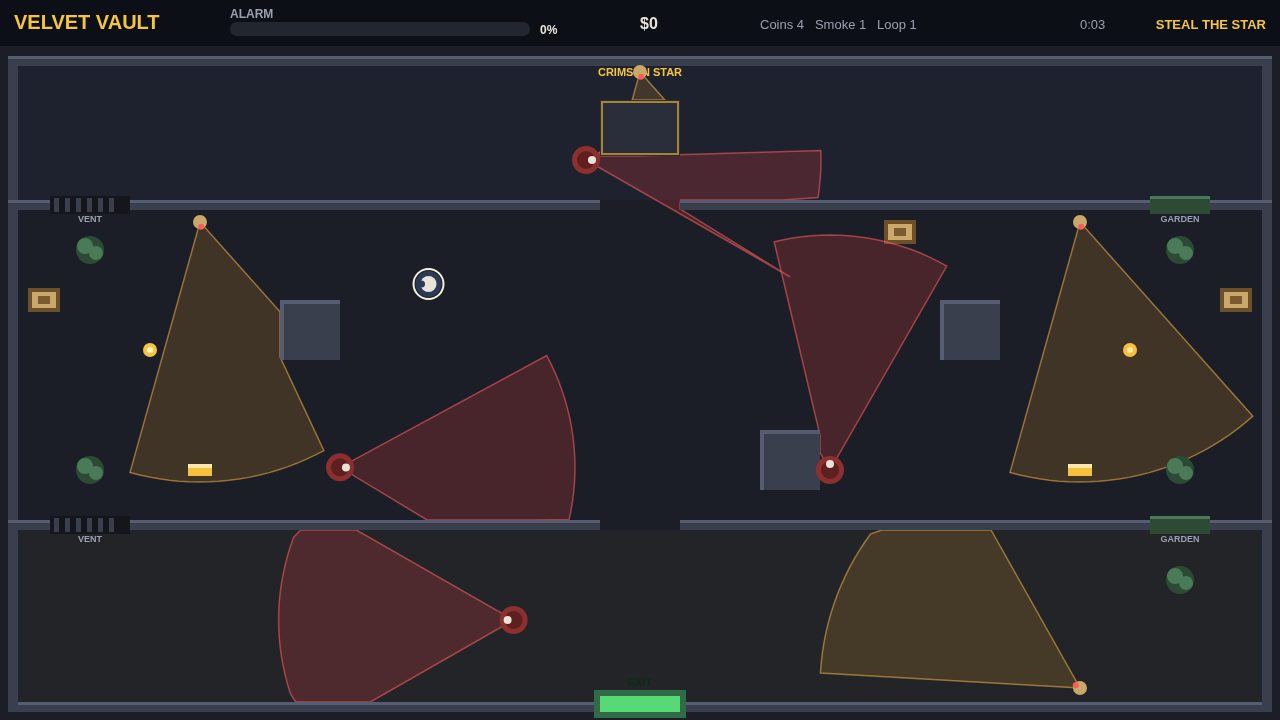 VELVET VAULT
ALARM
0%
$0
Coins 4 Smoke 1 Loop 1
0:03
STEAL THE STAR
CRIMSON STAR
VENT
GARDEN
VENT
GARDEN
EXIT